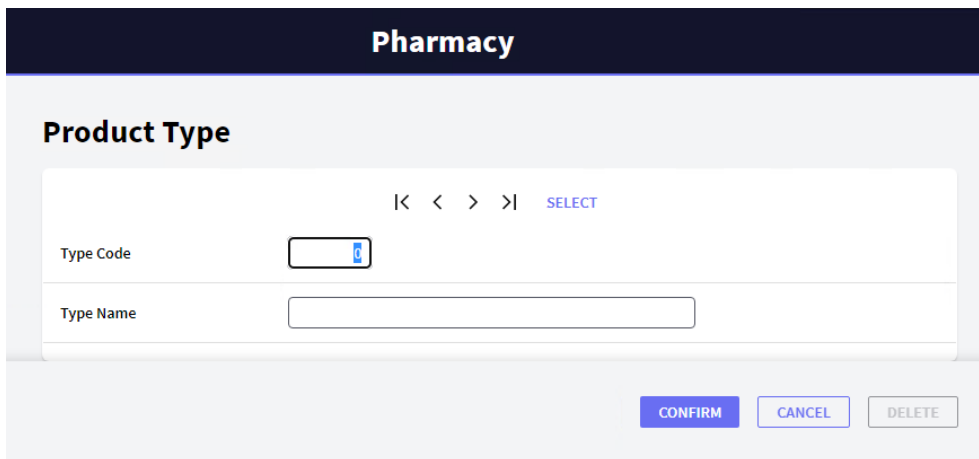 Pharmacy
Product Type
SELECT
Type Code 0
Type Name
CONFIRM CANCEL DELETE